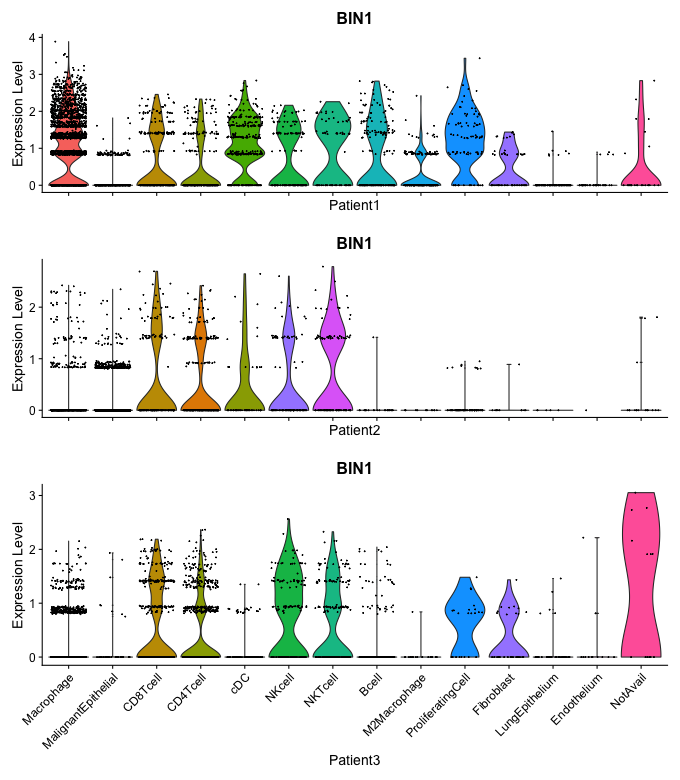 BIN1
Expression Level
4
3
2
1
0
Patient1
BIN1
Expression Level
2
1
0
Patient2
BIN1
Expression Level
3
2
1
0
Macrophage
MalignantEpithelial
CD8Tcell
CD4Tcell
cDC
NKcell
NKTcell
Bcell
M2Macrophage
ProliferatingCell
Fibroblast
LungEpithelium
Endothelium
NotAvail
Patient3